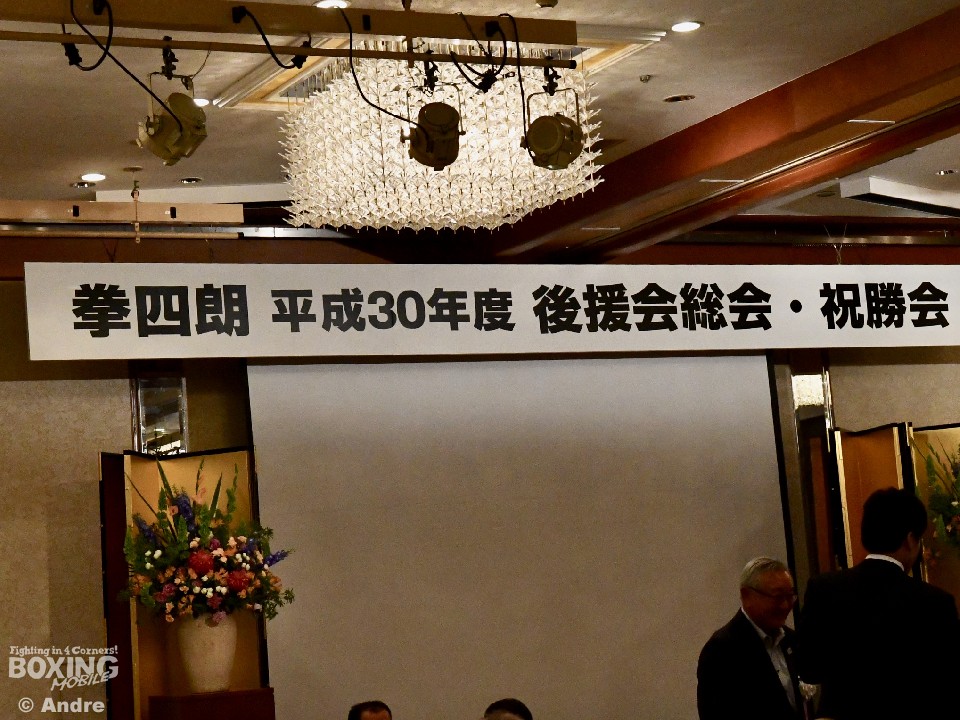 拳四朗 平成30年度 後援会総会・祝勝会
Fighting in 4 Corners!
BOXING
MOBILE
© Andre